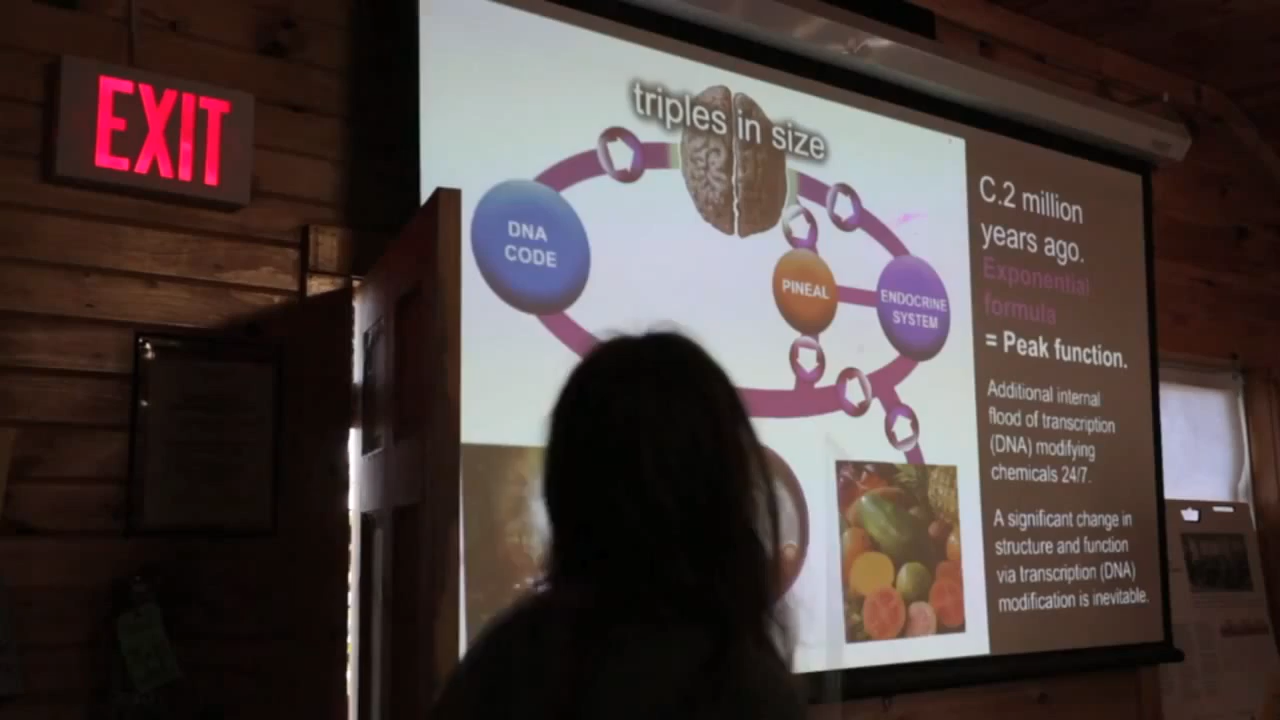 EXIT
triples in size
DNA
CODE
PINEAL
ENDOCRINE
SYSTEM
C.2 million
years ago.
Exponential
formula
= Peak function.
Additional internal
flood of transcription
(DNA) modifying
chemicals 24/7.
A significant change in
structure and function
via transcription (DNA)
modification is inevitable.